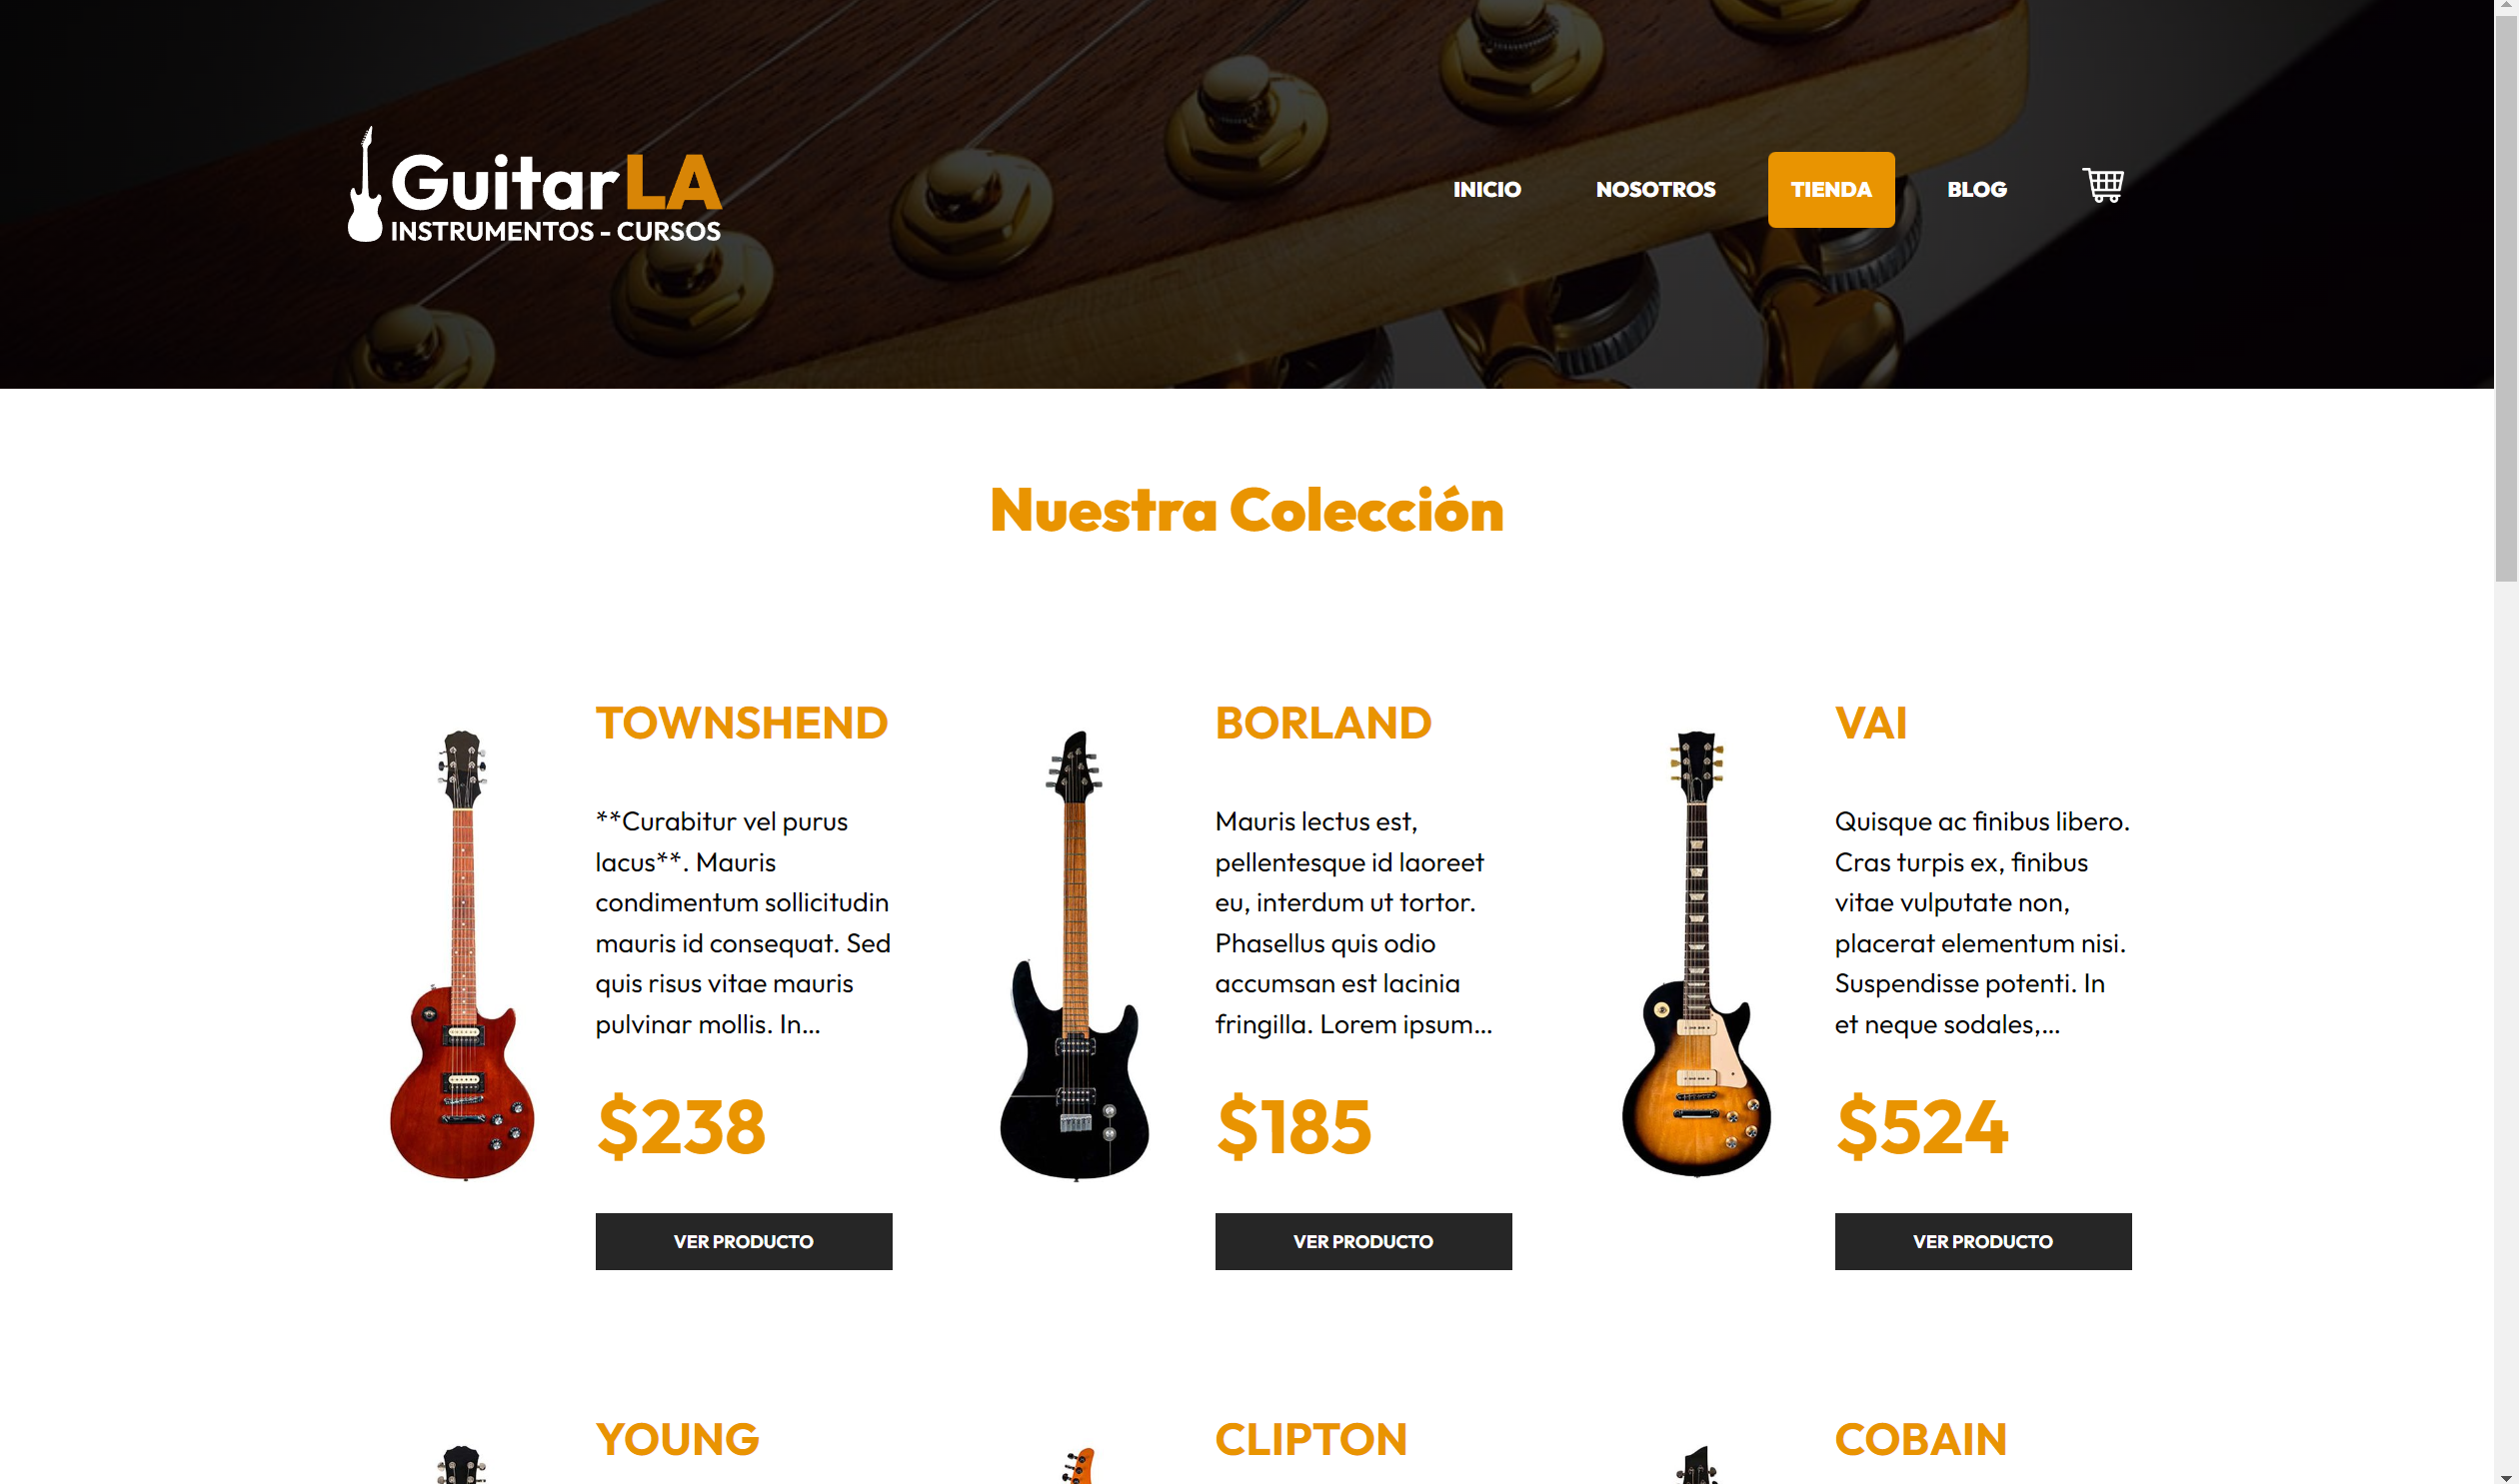 GuitarLA
INSTRUMENTOS - CURSOS
INICIO
NOSOTROS
TIENDA
BLOG
Nuestra Colección
TOWNSHEND
**Curabitur vel purus
lacus**. Mauris
condimentum sollicitudin
mauris id consequat. Sed
quis risus vitae mauris
pulvinar mollis. In...
$238
VER PRODUCTO
BORLAND
Mauris lectus est,
pellentesque id laoreet
eu, interdum ut tortor.
Phasellus quis odio
accumsan est lacinia
fringilla. Lorem ipsum...
$185
VER PRODUCTO
VAI
Quisque ac finibus libero.
Cras turpis ex, finibus
vitae vulputate non,
placerat elementum nisi.
Suspendisse potenti. In
et neque sodales,...
$524
VER PRODUCTO
YOUNG
CLIPTON
COBAIN